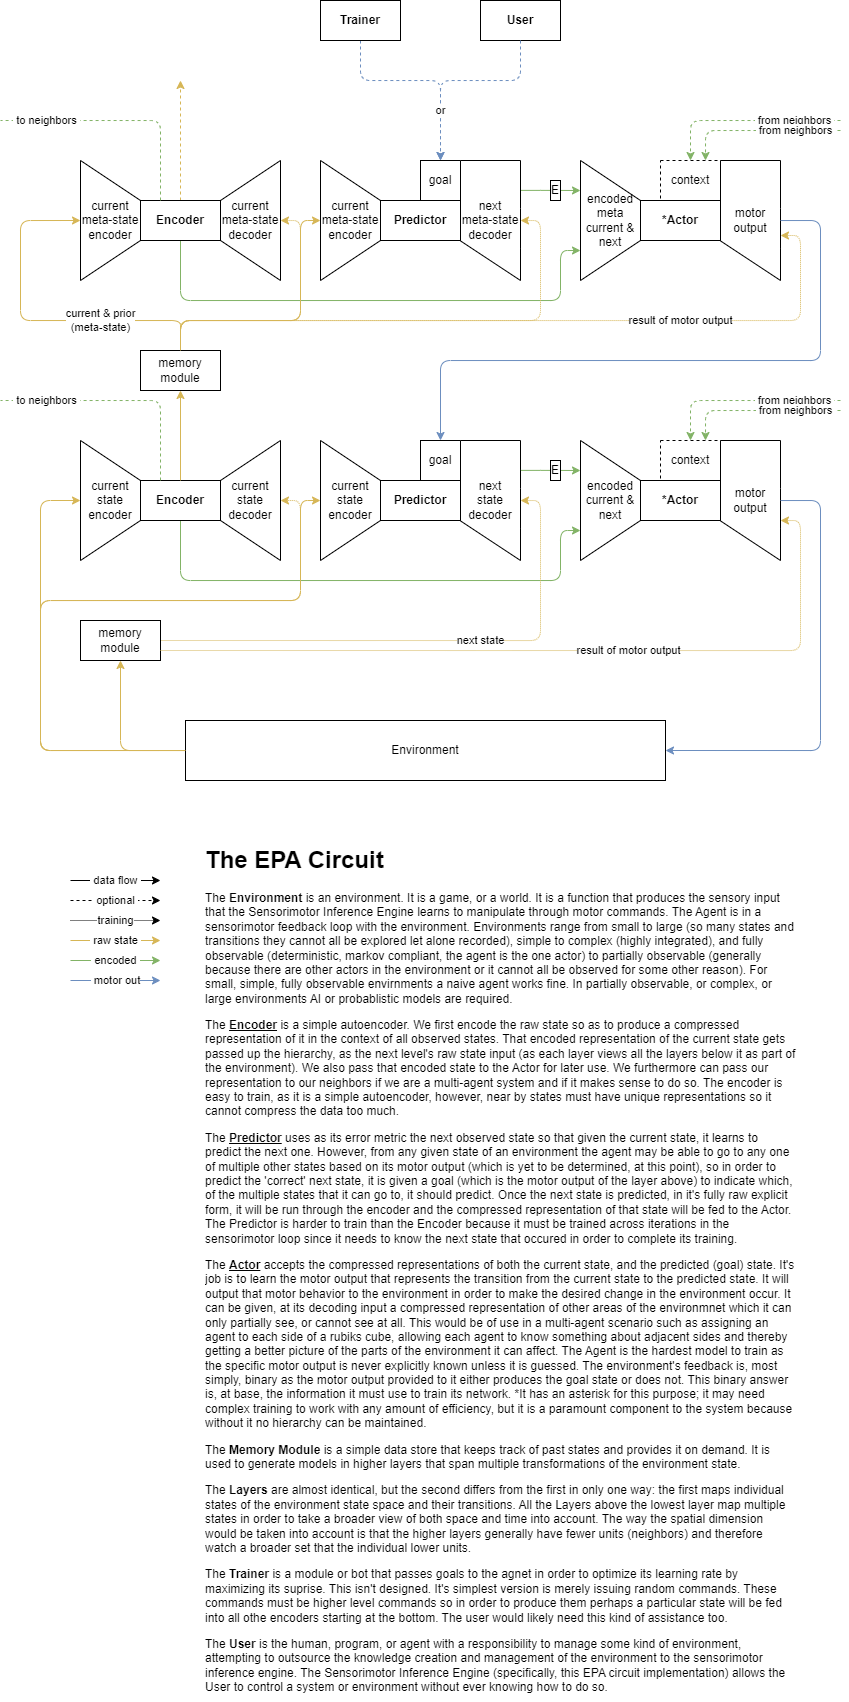 Trainer
User
or
to neighbors
from neighbors
from neighbors
current
meta-state
encoder
Encoder
current
meta-state
decoder
current
meta-state
encoder
goal
Predictor
next
meta-state
decoder
E
encoded
meta
current &
next
context
*Actor
motor
output
current & prior
(meta-state)
result of motor output
memory
module
to neighbors
from neighbors
from neighbors
current
state
encoder
Encoder
current
state
decoder
current
state
encoder
goal
Predictor
next
state
decoder
E
encoded
current &
next
context
*Actor
motor
output
memory
module
next state
result of motor output
Environment
data flow
optional
training
raw state
encoded
motor out
The EPA Circuit
The Environment is an environment. It is a game, or a world. It is a function that produces the sensory input
that the Sensorimotor Inference Engine learns to manipulate through motor commands. The Agent is in a
sensorimotor feedback loop with the environment. Environments range from small to large (so many states and
transitions they cannot all be explored let alone recorded), simple to complex (highly integrated), and fully
observable (deterministic, markov compliant, the agent is the one actor) to partially observable (generally
because there are other actors in the environment or it cannot all be observed for some other reason). For
small, simple, fully observable envirnments a naive agent works fine. In partially observable, or complex, or
large environments AI or probablistic models are required.
The Encoder is a simple autoencoder. We first encode the raw state so as to produce a compressed
representation of it in the context of all observed states. That encoded representation of the current state gets
passed up the hierarchy, as the next level's raw state input (as each layer views all the layers below it as part of
the environment). We also pass that encoded state to the Actor for later use. We furthermore can pass our
representation to our neighbors if we are a multi-agent system and if it makes sense to do so. The encoder is
easy to train, as it is a simple autoencoder, however, near by states must have unique representations so it
cannot compress the data too much.
The Predictor uses as its error metric the next observed state so that given the current state, it learns to
predict the next one. However, from any given state of an environment the agent may be able to go to any one
of multiple other states based on its motor output (which is yet to be determined, at this point), so in order to
predict the 'correct' next state, it is given a goal (which is the motor output of the layer above) to indicate which,
of the multiple states that it can go to, it should predict. Once the next state is predicted, in it's fully raw explicit
form, it will be run through the encoder and the compressed representation of that state will be fed to the Actor.
The Predictor is harder to train than the Encoder because it must be trained across iterations in the
sensorimotor loop since it needs to know the next state that occured in order to complete its training.
The Actor accepts the compressed representations of both the current state, and the predicted (goal) state. It's
job is to learn the motor output that represents the transition from the current state to the predicted state. It will
output that motor behavior to the environment in order to make the desired change in the environment occur. It
can be given, at its decoding input a compressed representation of other areas of the environmnet which it can
only partially see, or cannot see at all. This would be of use in a multi-agent scenario such as assigning an
agent to each side of a rubiks cube, allowing each agent to know something about adjacent sides and thereby
getting a better picture of the parts of the environment it can affect. The Agent is the hardest model to train as
the specific motor output is never explicitly known unless it is guessed. The environment's feedback is, most
simply, binary as the motor output provided to it either produces the goal state or does not. This binary answer
is, at base, the information it must use to train its network. *It has an asterisk for this purpose; it may need
complex training to work with any amount of efficiency, but it is a paramount component to the system because
without it no hierarchy can be maintained.
The Memory Module is a simple data store that keeps track of past states and provides it on demand. It is
used to generate models in higher layers that span multiple transformations of the environment state.
The Layers are almost identical, but the second differs from the first in only one way: the first maps individual
states of the environment state space and their transitions. All the Layers above the lowest layer map multiple
states in order to take a broader view of both space and time into account. The way the spatial dimension
would be taken into account is that the higher layers generally have fewer units (neighbors) and therefore
watch a broader set that the individual lower units.
The Trainer is a module or bot that passes goals to the agnet in order to optimize its learning rate by
maximizing its suprise. This isn't designed. It's simplest version is merely issuing random commands. These
commands must be higher level commands so in order to produce them perhaps a particular state will be fed
into all othe encoders starting at the bottom. The user would likely need this kind of assistance too.
The User is the human, program, or agent with a responsibility to manage some kind of environment,
attempting to outsource the knowledge creation and management of the environment to the sensorimotor
inference engine. The Sensorimotor Inference Engine (specifically, this EPA circuit implementation) allows the
User to control a system or environment without ever knowing how to do so.